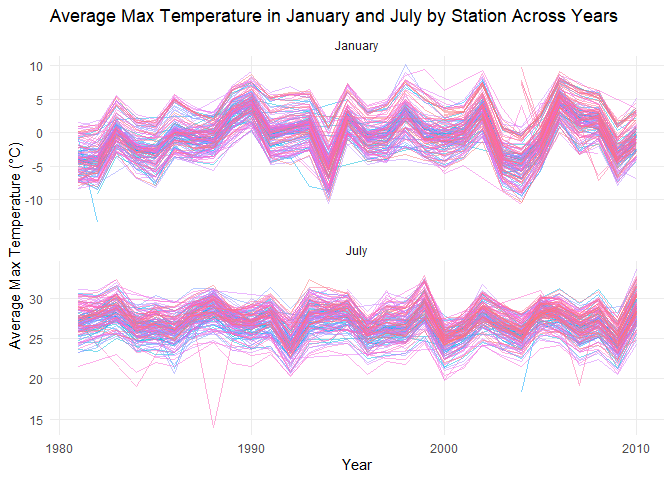 Average Max Temperature in January and July by Station Across Years
January
10
5
0
-5
-10
July
30
25
20
15
Average Max Temperature (°C)
1980
1990
2000
2010
Year